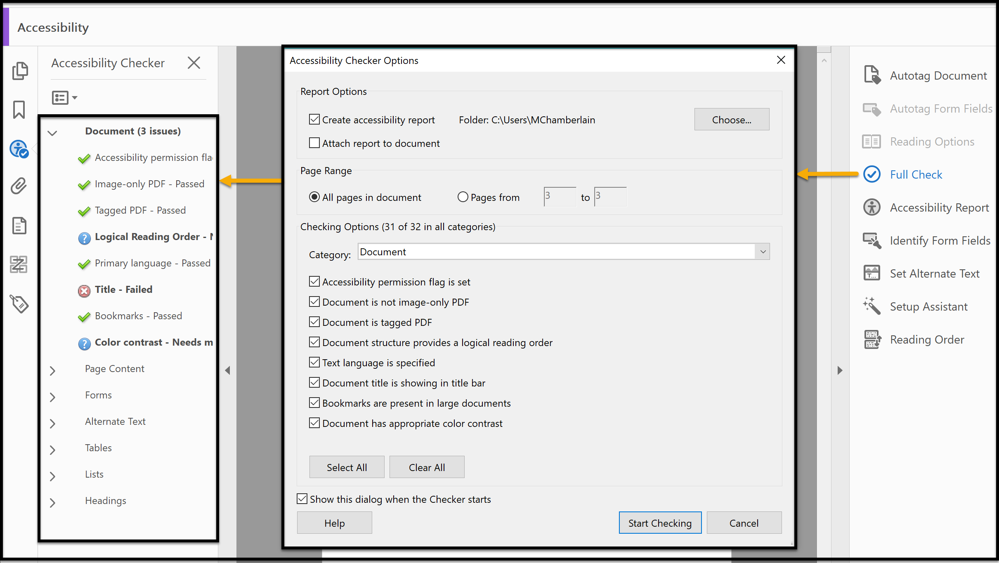 Accessibility
Accessibility Checker
Document (3 issues)
Accessibility permission fla
Image-only PDF - Passed
Tagged PDF - Passed
Logical Reading Order - N
Primary language - Passed
Title - Failed
Bookmarks - Passed
Color contrast - Needs m
Page Content
Forms
Alternate Text
Tables
Lists
Headings
Accessibility Checker Options
Report Options
Create accessibility report Folder: C:\Users\MChamberlain Choose...
Attach report to document
Page Range
All pages in document Pages from 3 to 3
Checking Options (31 of 32 in all categories)
Category: Document
Accessibility permission flag is set
Document is not image-only PDF
Document is tagged PDF
Document structure provides a logical reading order
Text language is specified
Document title is showing in title bar
Bookmarks are present in large documents
Document has appropriate color contrast
Select All Clear All
Show this dialog when the Checker starts
Help Start Checking Cancel
Autotag Document
Autotag Form Fields
Reading Options
Full Check
Accessibility Report
Identify Form Fields
T...
Set Alternate Text
Setup Assistant
Reading Order